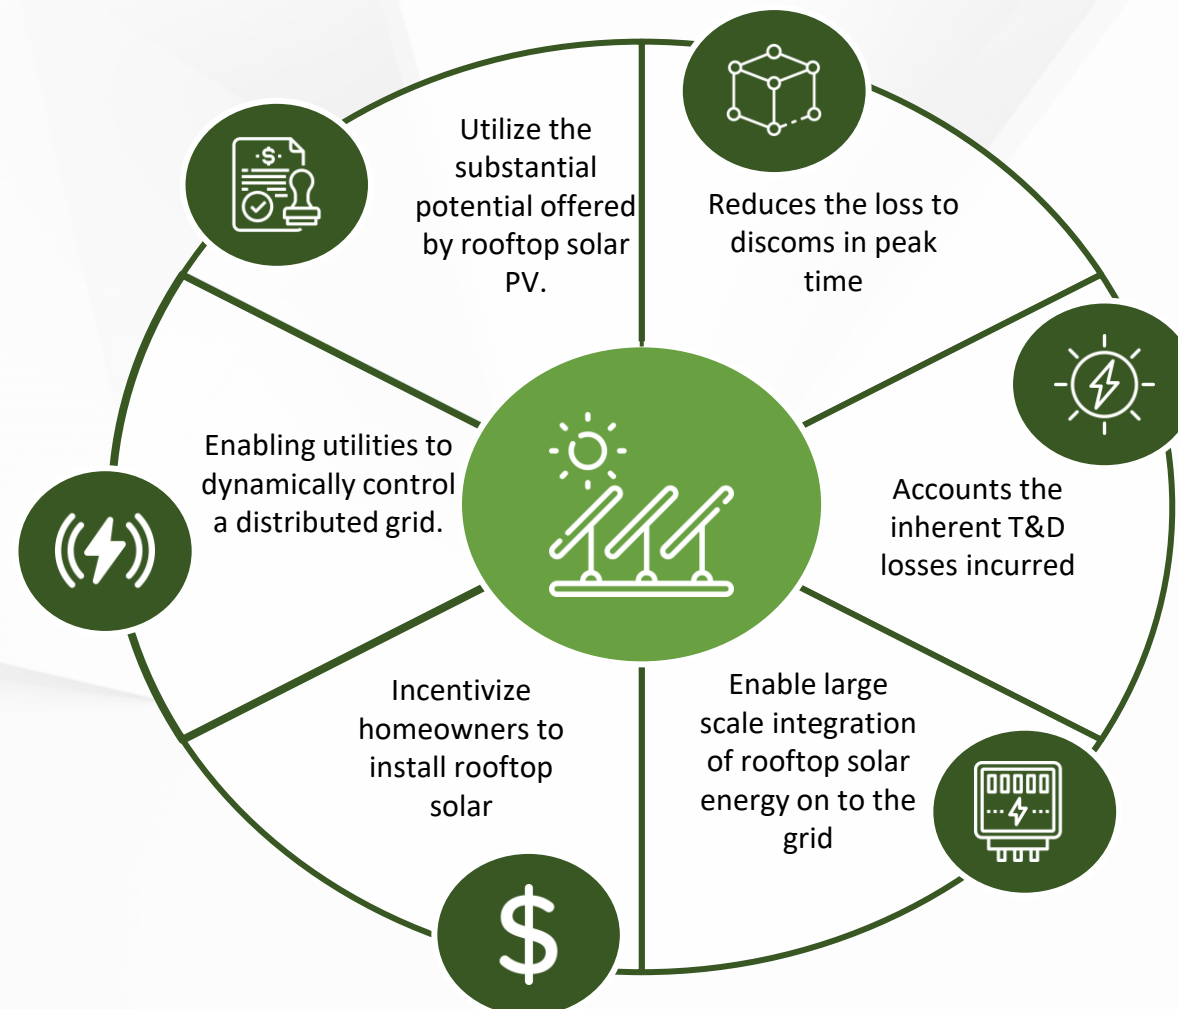 Utilize the
substantial
potential offered
by rooftop solar
PV.
Reduces the loss to
discoms in peak
time
Accounts the
inherent T&D
losses incurred
Enable large
scale integration
of rooftop solar
energy on to the
grid
Incentivize
homeowners to
install rooftop
solar
Enabling utilities to
dynamically control
a distributed grid.
$
$